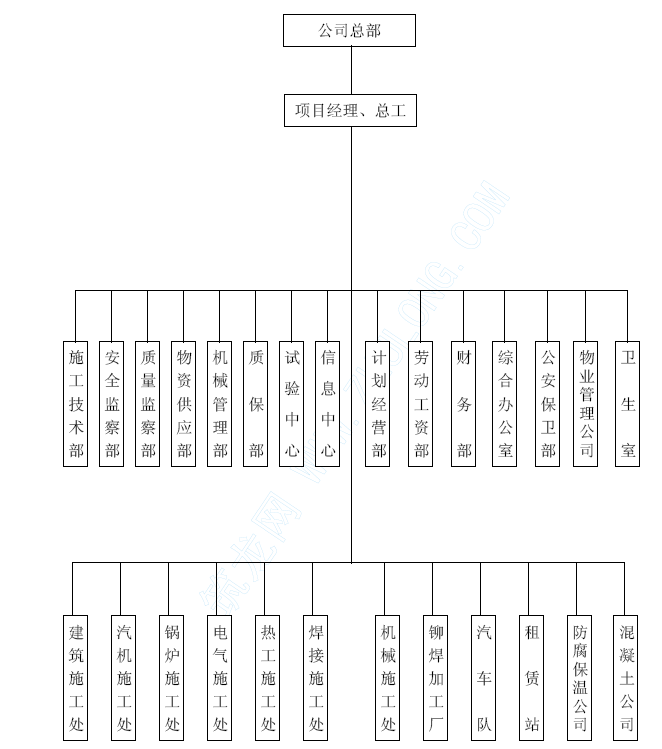 公司总部
项目经理、总工
施工技术部
安全监察部
质量监察部
物资供应部
机械管理部
质保部
试验中心
信息中心
计划经营部
劳动工资部
财务部
综合办公室
公安保卫部
物业管理公司
卫生室
建筑施工处
汽机施工处
锅炉施工处
电气施工处
热工施工处
焊接施工处
机械施工处
铆焊加工厂
汽车队
租赁站
防腐保温公司
混凝土公司
筑龙网 WWW.ZHULONG.COM